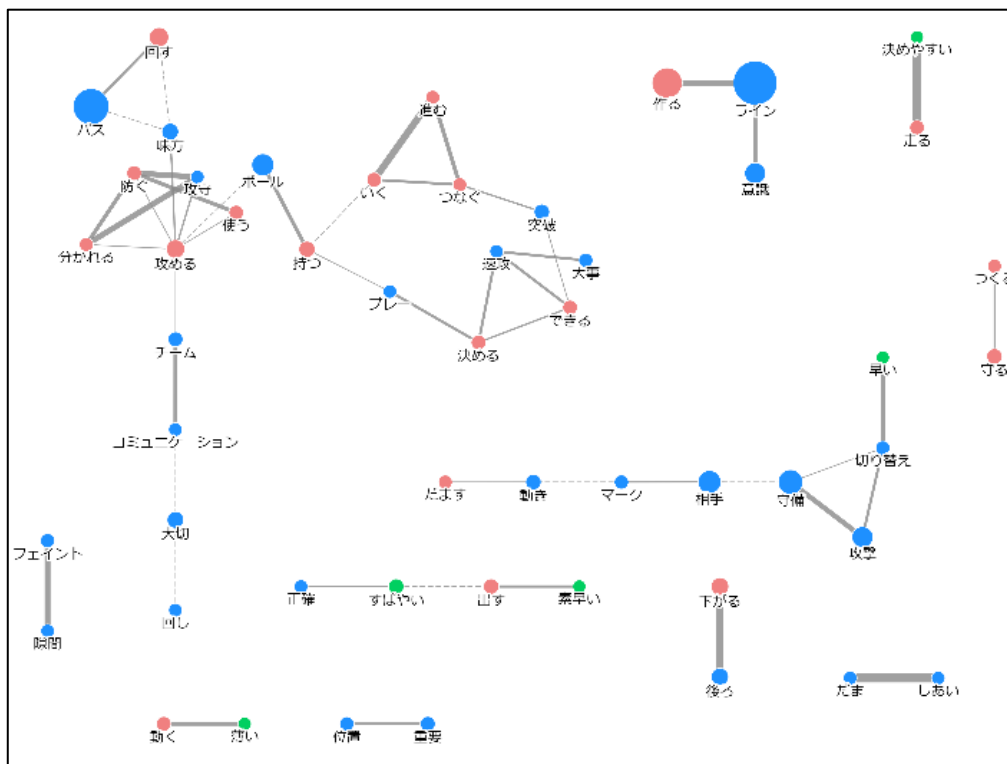 回す
決めやすい
パス
進む
作る
ライン
味方
走る
防ぐ
攻守
ボール
いく
つなぐ
意識
使う
突破
分かれる
攻める
持つ
速攻
大事
つくる
プレー
できる
チーム
決める
早い
守る
コミュニケーション
切り替え
だます
動き
マーク
相手
守備
大切
攻撃
フェイント
正確
すばやい
出す
素早い
下がる
回し
隙間
後ろ
だま
しあい
動く
薄い
位置
重要